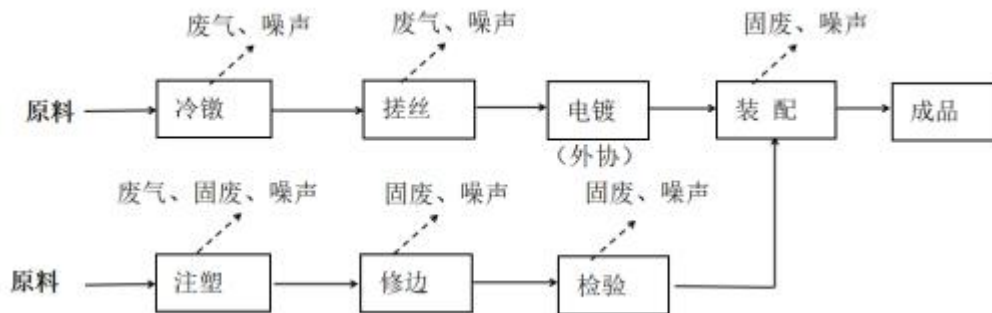 废气、噪声 废气、噪声 固废、噪声
原料 冷镦 搓丝 电镀 装 配 成品
（外协）
废气、固废、噪声 固废、噪声 固废、噪声
原料 注塑 修边 检验